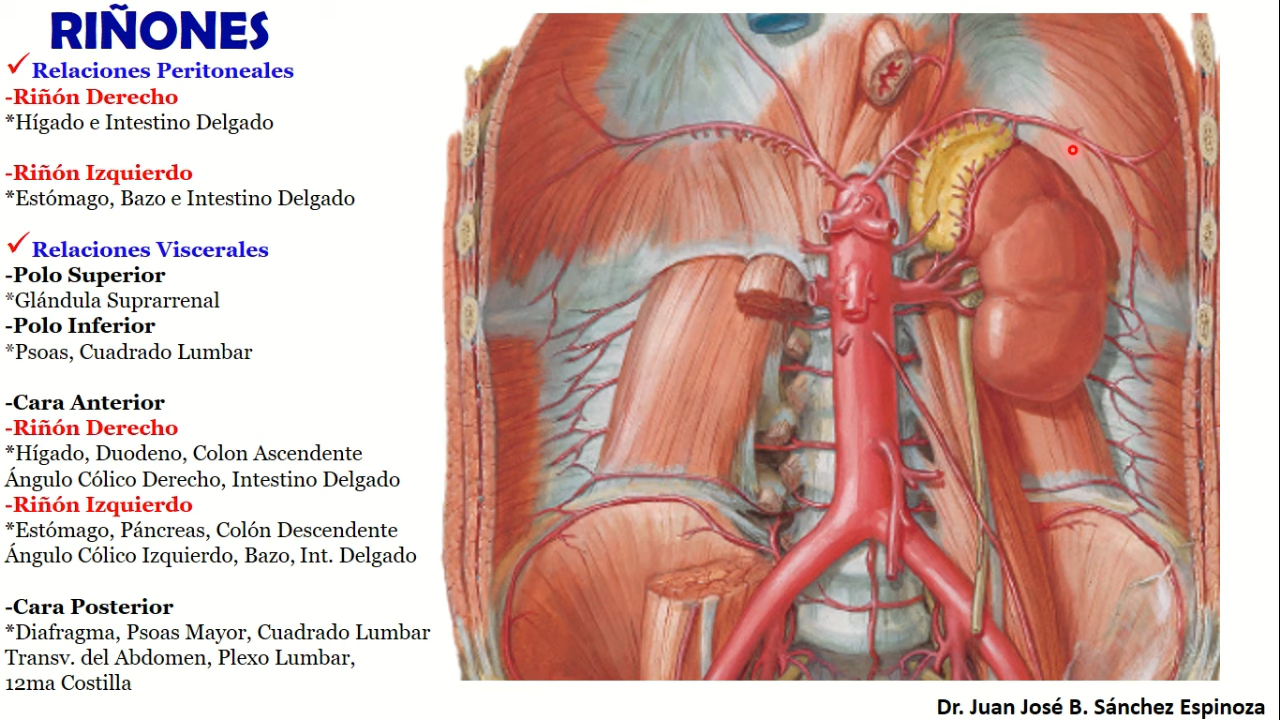 RIÑONES
✓Relaciones Peritoneales
-Riñón Derecho
*Hígado e Intestino Delgado
-Riñón Izquierdo
*Estómago, Bazo e Intestino Delgado
✓Relaciones Viscerales
-Polo Superior
*Glándula Suprarrenal
-Polo Inferior
*Psoas, Cuadrado Lumbar
-Cara Anterior
-Riñón Derecho
*Hígado, Duodeno, Colon Ascendente
Ángulo Cólico Derecho, Intestino Delgado
-Riñón Izquierdo
*Estómago, Páncreas, Colón Descendente
Ángulo Cólico Izquierdo, Bazo, Int. Delgado
-Cara Posterior
*Diafragma, Psoas Mayor, Cuadrado Lumbar
Transv. del Abdomen, Plexo Lumbar,
12ma Costilla
Dr. Juan José B. Sánchez Espinoza